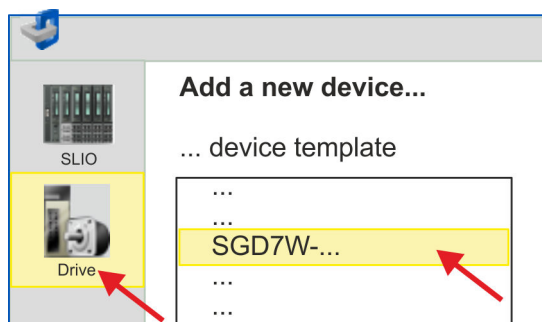 Add a new device...
SLIO
... device template
...
...
SGD7W-...
Drive
...
...